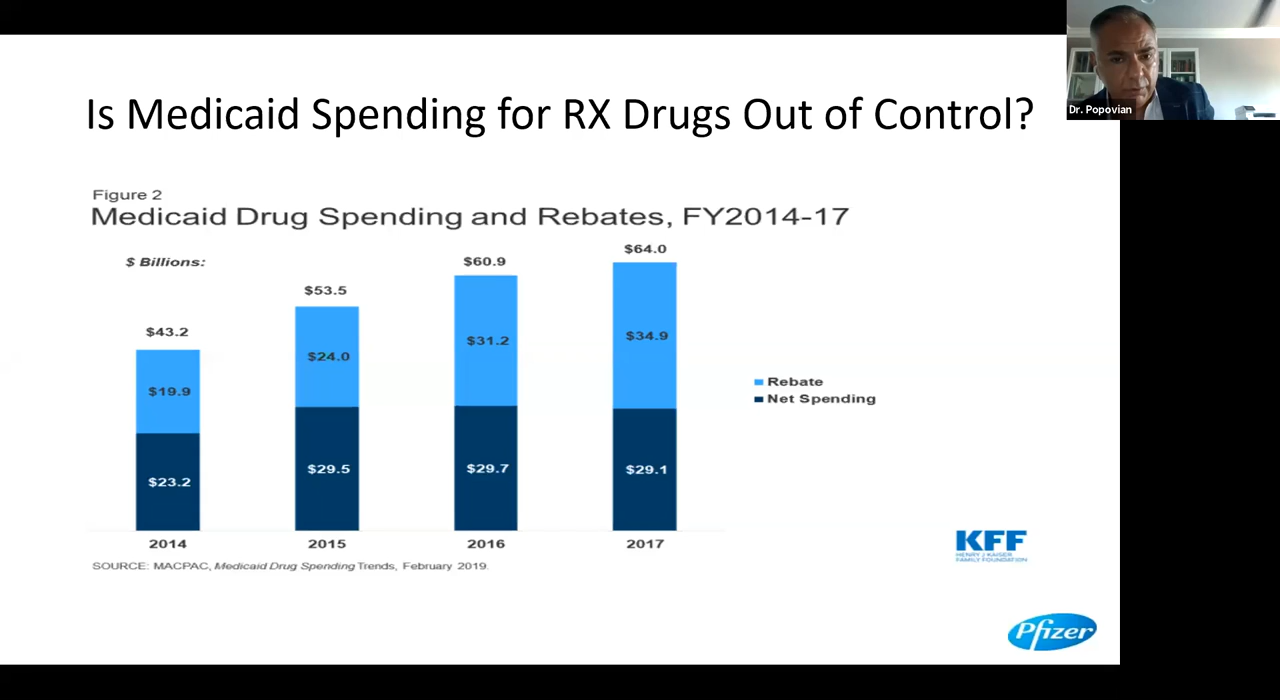 Dr. Popovian
Is Medicaid Spending for RX Drugs Out of Control?
Figure 2
Medicaid Drug Spending and Rebates, FY2014-17
$ Billions:
$43.2
$53.5
$60.9
$64.0
$19.9
$24.0
$31.2
$34.9
$23.2
$29.5
$29.7
$29.1
Rebate
Net Spending
2014
2015
2016
2017
SOURCE: MACPAC, Medicaid Drug Spending Trends, February 2019.
KFF
HENRY J KAISER
FAMILY FOUNDATION
Pfizer